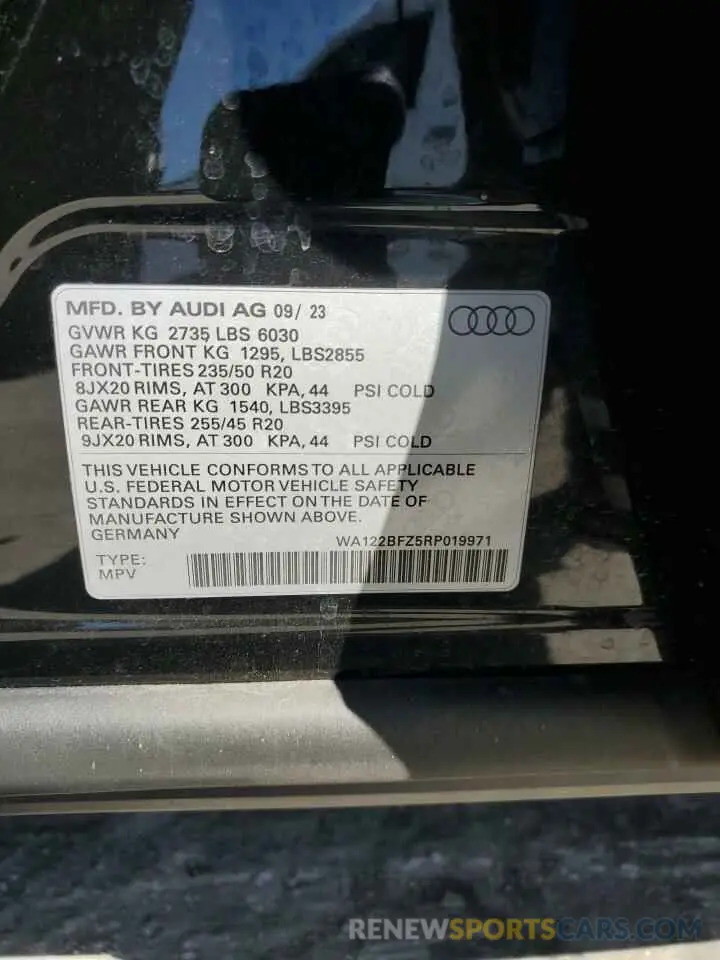 MFD. BY AUDI AG 09/ 23
GVWR KG 2735 LBS 6030
GAWR FRONT KG 1295, LBS2855
FRONT-TIRES 235/50 R20
8JX20 RIMS, AT 300 KPA, 44 PSI COLD
GAWR REAR KG 1540, LBS3395
REAR-TIRES 255/45 R20
9JX20 RIMS, AT 300 KPA, 44 PSI COLD
THIS VEHICLE CONFORMS TO ALL APPLICABLE
U.S. FEDERAL MOTOR VEHICLE SAFETY
STANDARDS IN EFFECT ON THE DATE OF
MANUFACTURE SHOWN ABOVE.
GERMANY
WA122BFZ5RP019971
TYPE:
MPV
RENEWSPORTSCARS.COM